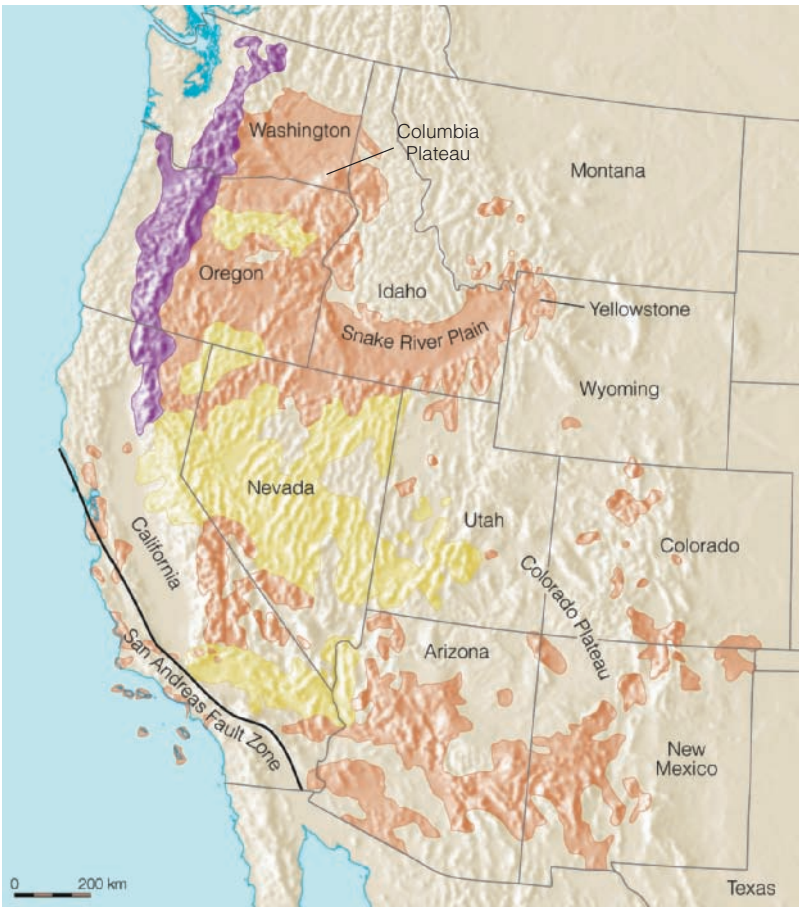 Washington
Columbia
Plateau
Montana
Oregon
Idaho
Yellowstone
Snake River Plain
Wyoming
Nevada
Utah
California
Colorado
Colorado Plateau
San Andreas Fault Zone
Arizona
New
Mexico
0 200 km
Texas